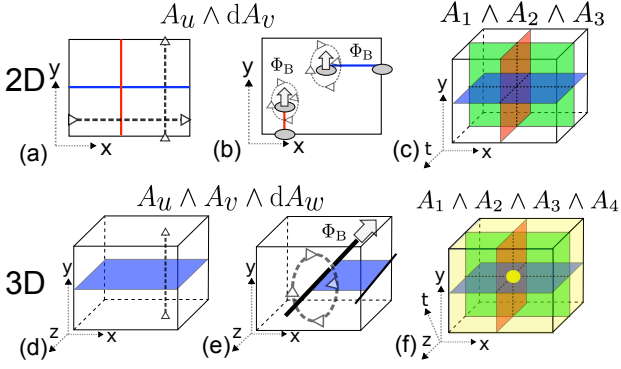 A_u ∧ dA_v
A_1 ∧ A_2 ∧ A_3
2D
y
x
(a)
Φ_B
Φ_B
y
x
(b)
y
t
x
(c)
A_u ∧ A_v ∧ dA_w
A_1 ∧ A_2 ∧ A_3 ∧ A_4
3D
y
z
x
(d)
Φ_B
y
z
x
(e)
y
t
z
x
(f)